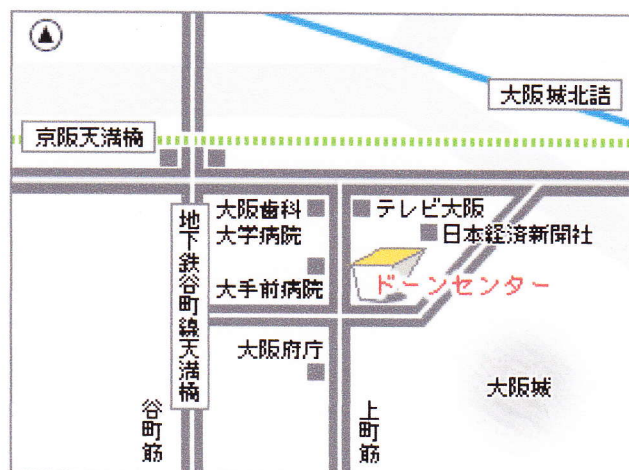 大阪城北詰
京阪天満橋
大阪歯科
大学病院
テレビ大阪
日本経済新聞社
地下鉄谷町線天満橋
大手前病院
ドーンセンター
大阪府庁
大阪城
谷町筋
上町筋